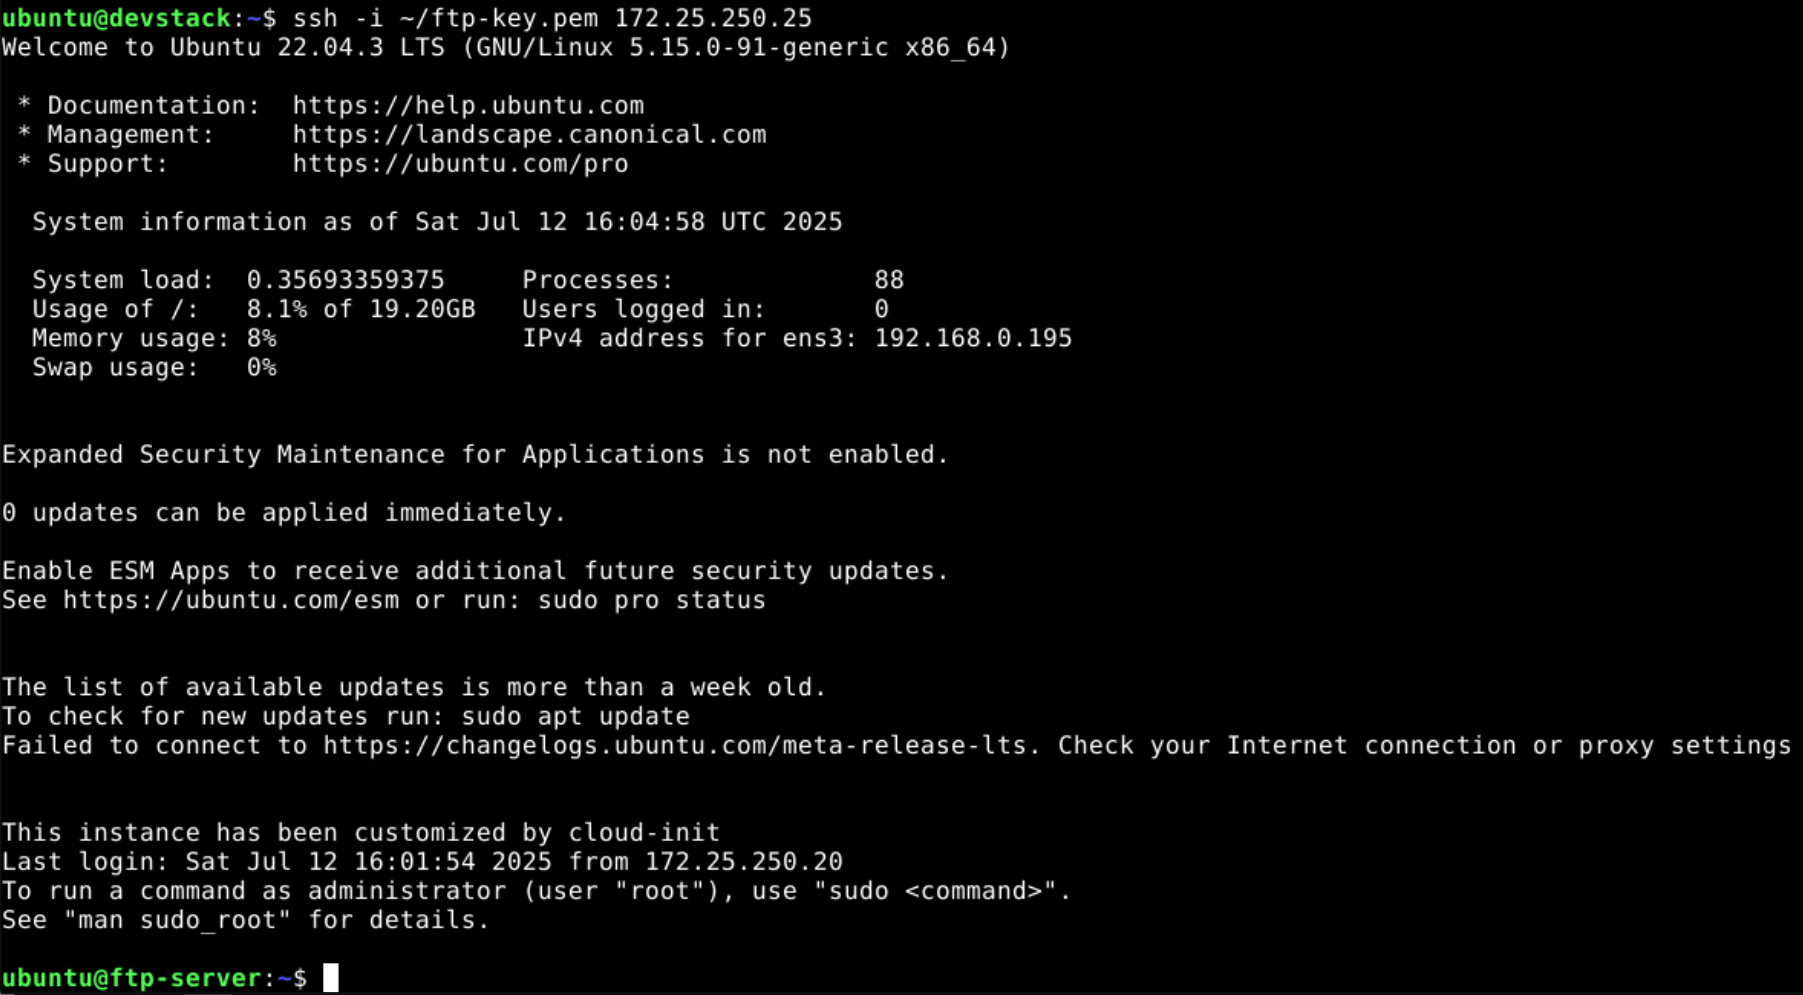 ubuntu@devstack:~$ ssh -i ~/ftp-key.pem 172.25.250.25
Welcome to Ubuntu 22.04.3 LTS (GNU/Linux 5.15.0-91-generic x86_64)

 * Documentation:  https://help.ubuntu.com
 * Management:     https://landscape.canonical.com
 * Support:        https://ubuntu.com/pro

  System information as of Sat Jul 12 16:04:58 UTC 2025

  System load:  0.35693359375     Processes:             88
  Usage of /:   8.1% of 19.20GB   Users logged in:       0
  Memory usage: 8%                IPv4 address for ens3: 192.168.0.195
  Swap usage:   0%


Expanded Security Maintenance for Applications is not enabled.

0 updates can be applied immediately.

Enable ESM Apps to receive additional future security updates.
See https://ubuntu.com/esm or run: sudo pro status


The list of available updates is more than a week old.
To check for new updates run: sudo apt update
Failed to connect to https://changelogs.ubuntu.com/meta-release-lts. Check your Internet connection or proxy settings


This instance has been customized by cloud-init
Last login: Sat Jul 12 16:01:54 2025 from 172.25.250.20
To run a command as administrator (user "root"), use "sudo <command>".
See "man sudo_root" for details.

ubuntu@ftp-server:~$